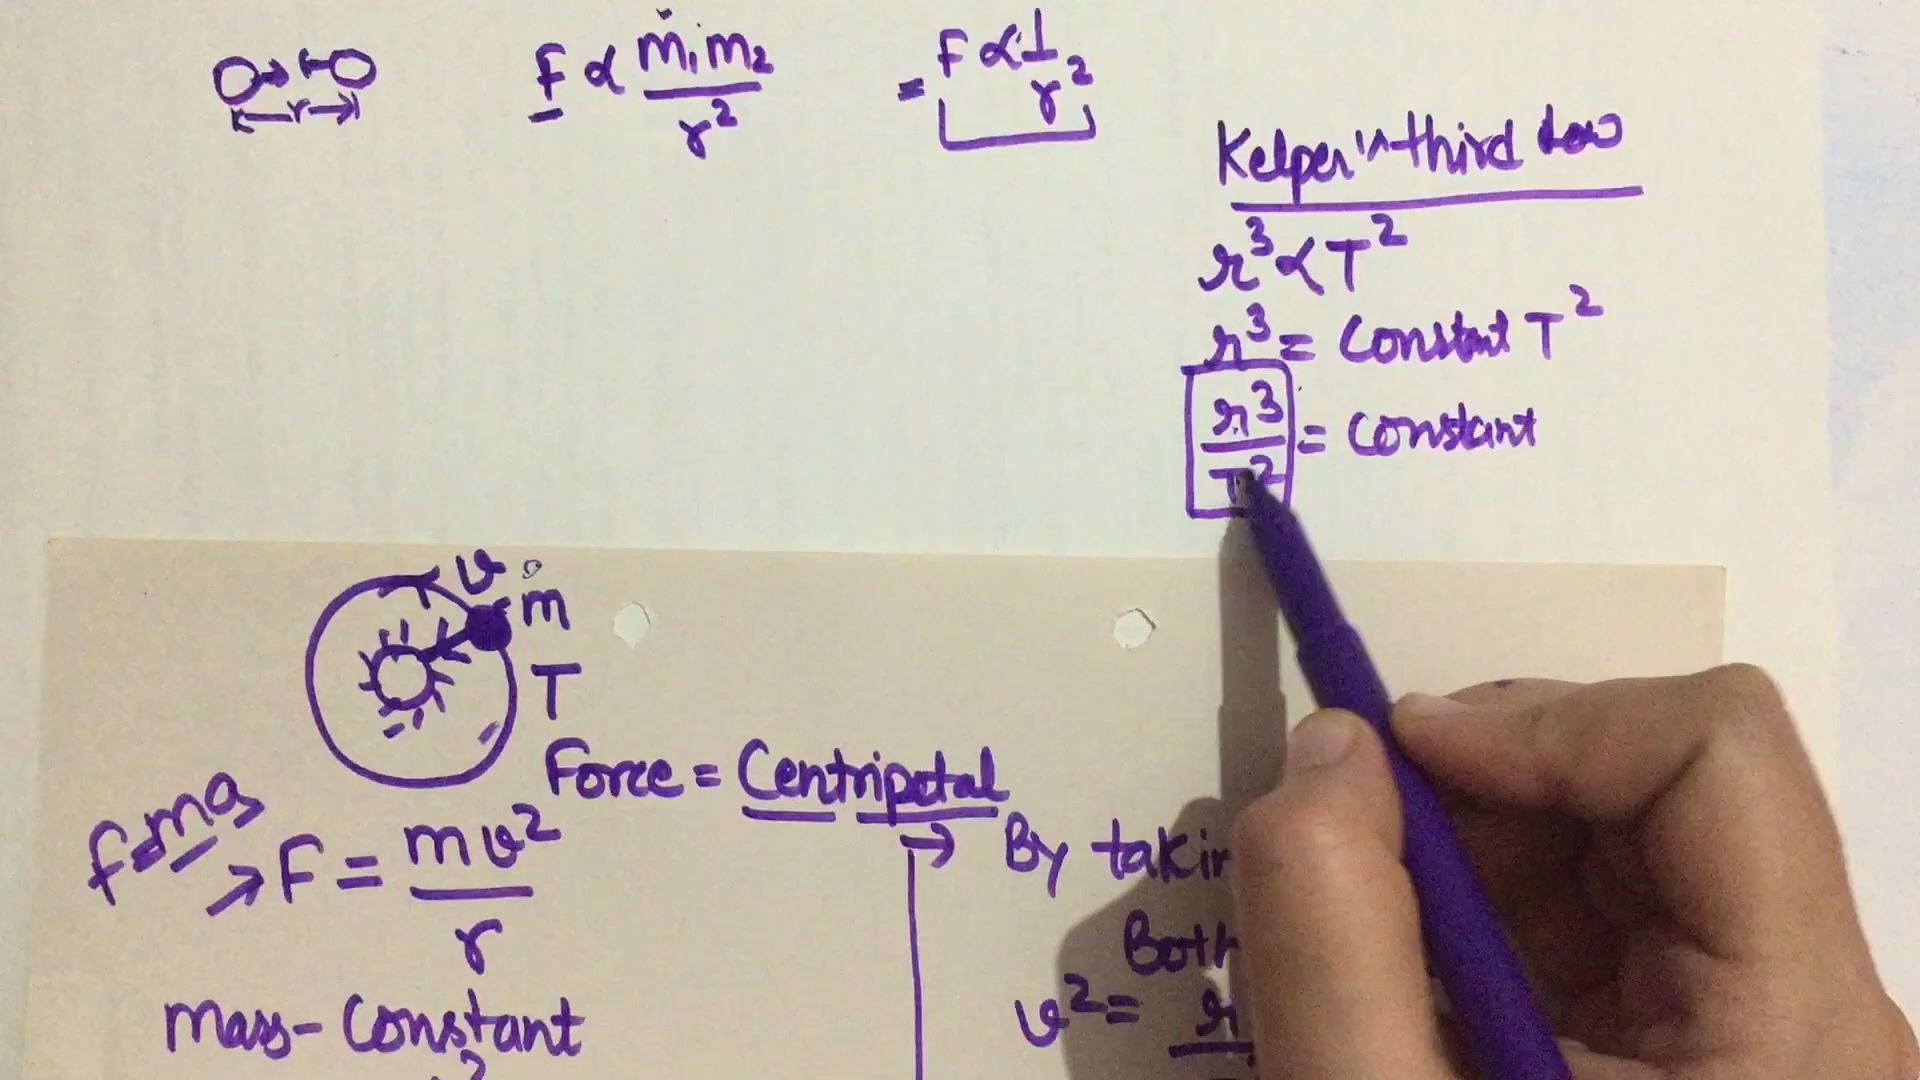 F ∝ m₁m₂/r² = F ∝ 1/r²
r
Kelper's third Law
r³ ∝ T²
r³ = Constant T²
r³/T² = Constant
v
m
T
Force = Centripetal
F = mv²/r
→ By takin
Both
v² = r
Mass - Constant